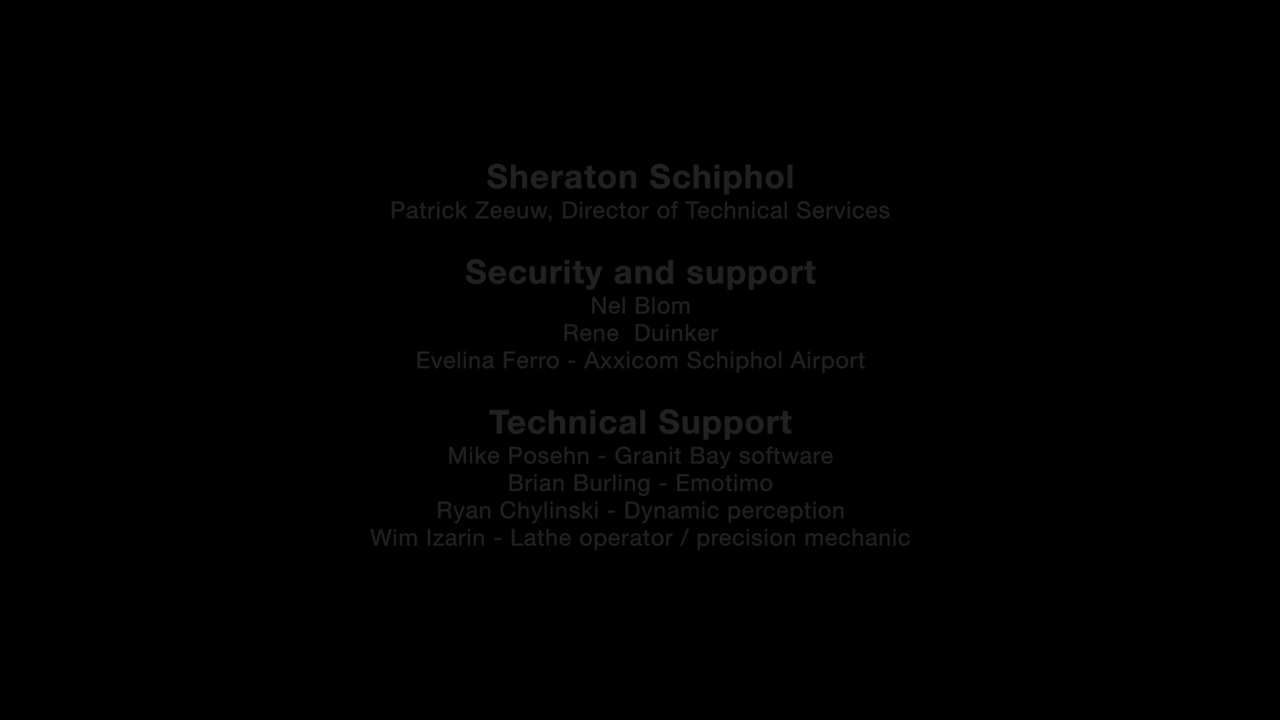 Sheraton Schiphol
Patrick Zeeuw, Director of Technical Services
Security and support
Nel Blom
Rene  Duinker
Evelina Ferro - Axxicom Schiphol Airport
Technical Support
Mike Posehn - Granit Bay software
Brian Burling - Emotimo
Ryan Chylinski - Dynamic perception
Wim Izarin - Lathe operator / precision mechanic